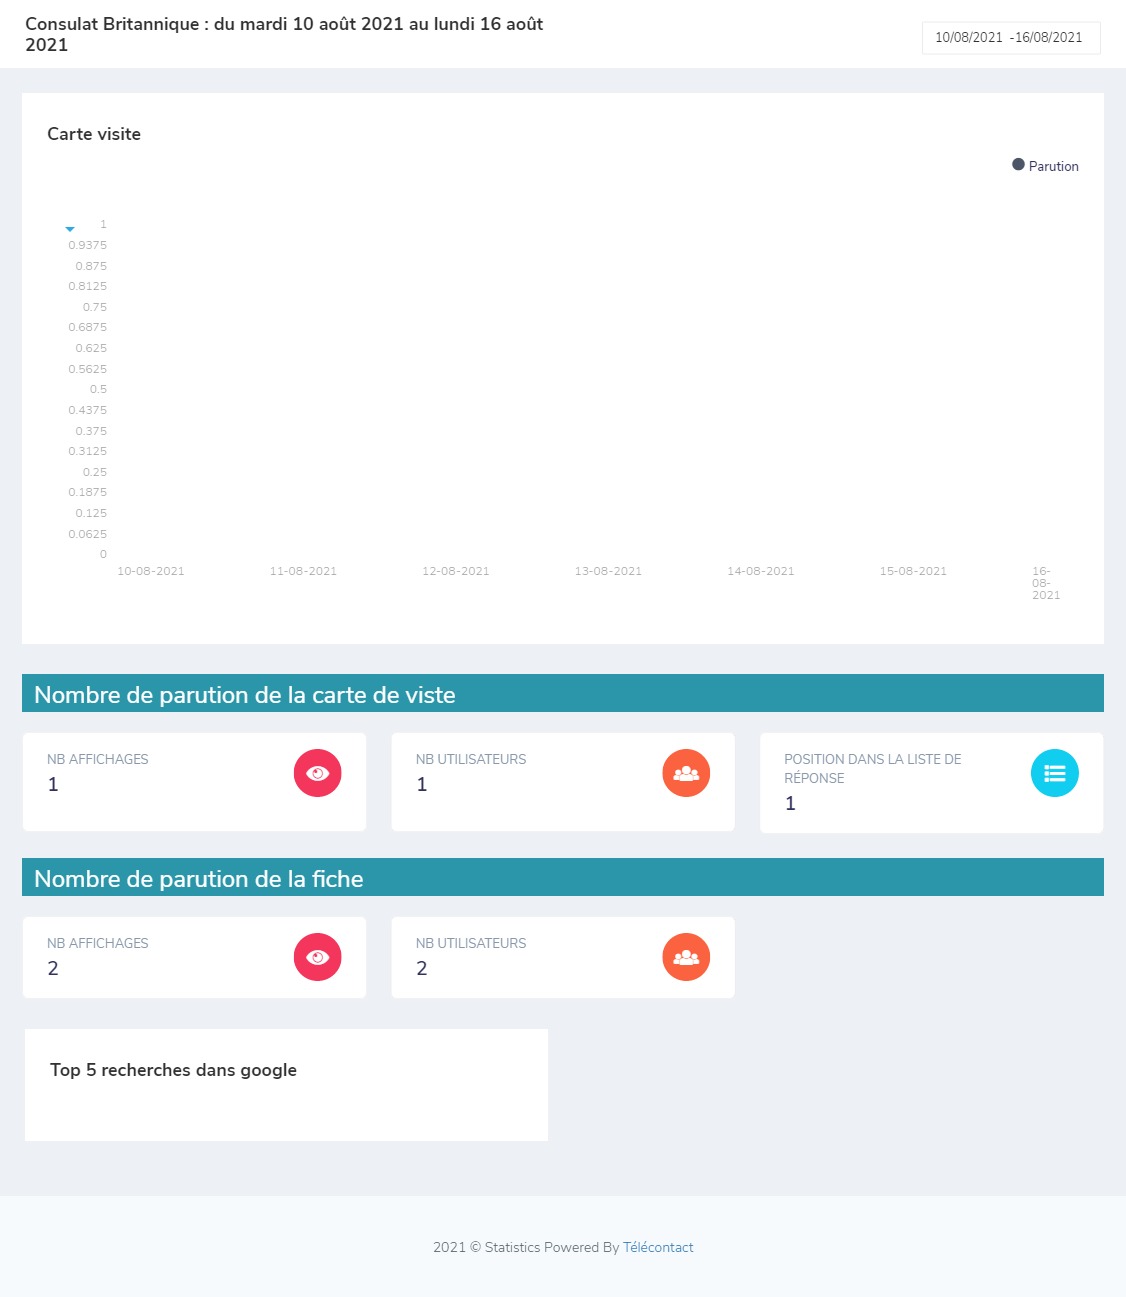 Consulat Britannique : du mardi 10 août 2021 au lundi 16 août
2021
10/08/2021 -16/08/2021
Carte visite
Parution
1
0.9375
0.875
0.8125
0.75
0.6875
0.625
0.5625
0.5
0.4375
0.375
0.3125
0.25
0.1875
0.125
0.0625
0
10-08-2021 11-08-2021 12-08-2021 13-08-2021 14-08-2021 15-08-2021 16-
08-
2021
Nombre de parution de la carte de viste
NB AFFICHAGES
1
NB UTILISATEURS
1
POSITION DANS LA LISTE DE
RÉPONSE
1
Nombre de parution de la fiche
NB AFFICHAGES
2
NB UTILISATEURS
2
Top 5 recherches dans google
2021 © Statistics Powered By Télécontact